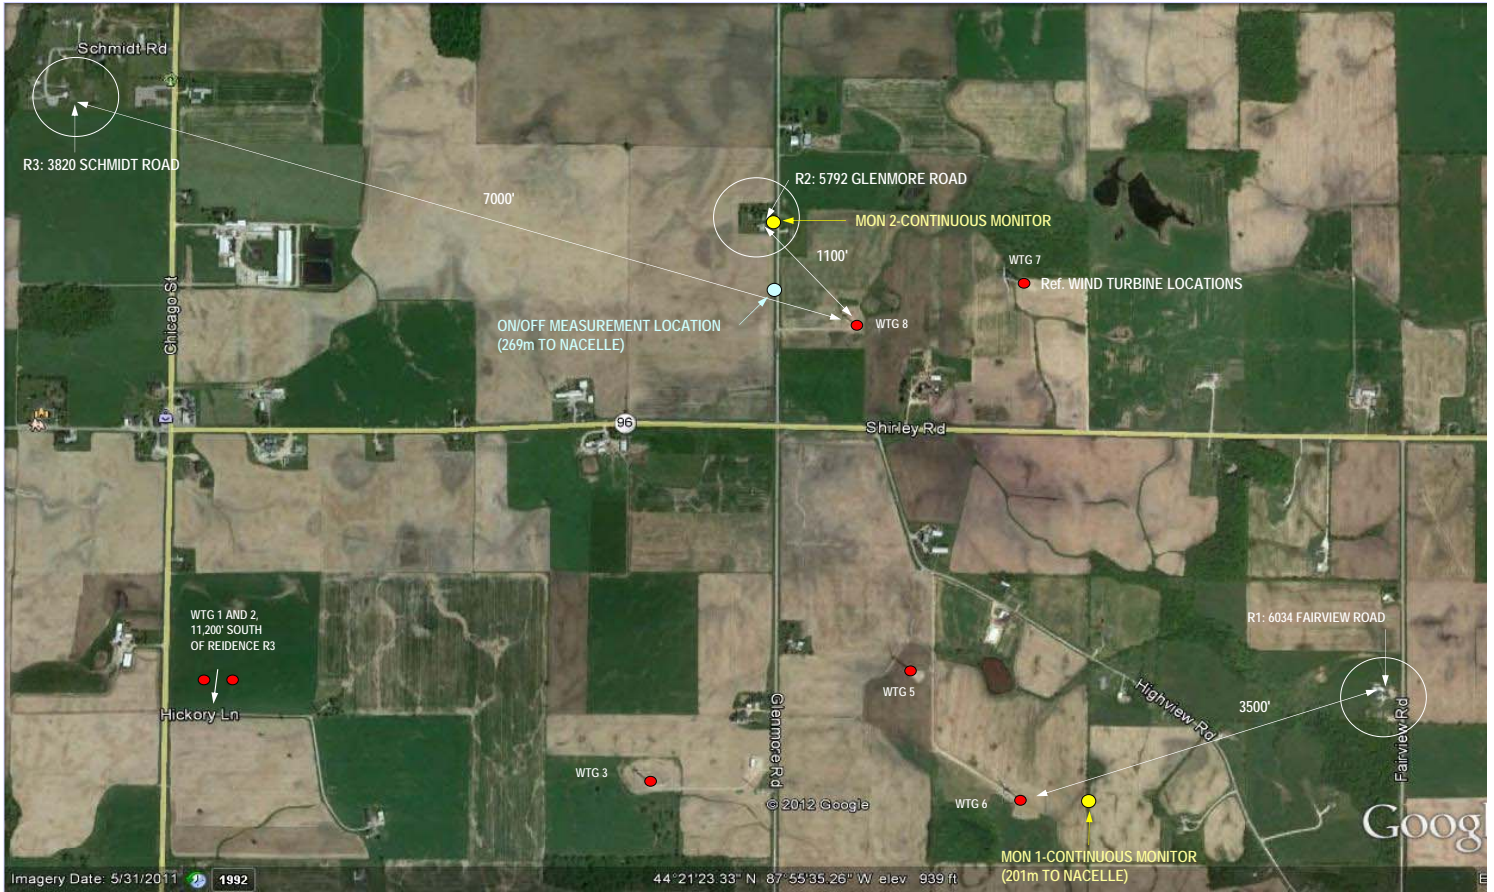 Schmidt Rd
R3: 3820 SCHMIDT ROAD
7000'
R2: 5792 GLENMORE ROAD
MON 2-CONTINUOUS MONITOR
1100'
WTG 7
Ref. WIND TURBINE LOCATIONS
Chicago St
ON/OFF MEASUREMENT LOCATION
(269m TO NACELLE)
WTG 8
96
Shirley Rd
WTG 1 AND 2,
11,200' SOUTH
OF REIDENCE R3
R1: 6034 FAIRVIEW ROAD
WTG 5
Hickory Ln
Glenmore Rd
Highview Rd
3500'
Fairview Rd
WTG 3
WTG 6
© 2012 Google
Googl
MON 1-CONTINUOUS MONITOR
(201m TO NACELLE)
Imagery Date: 5/31/2011
1992
44°21'23.33" N 87°55'35.26" W elev 939 ft
E